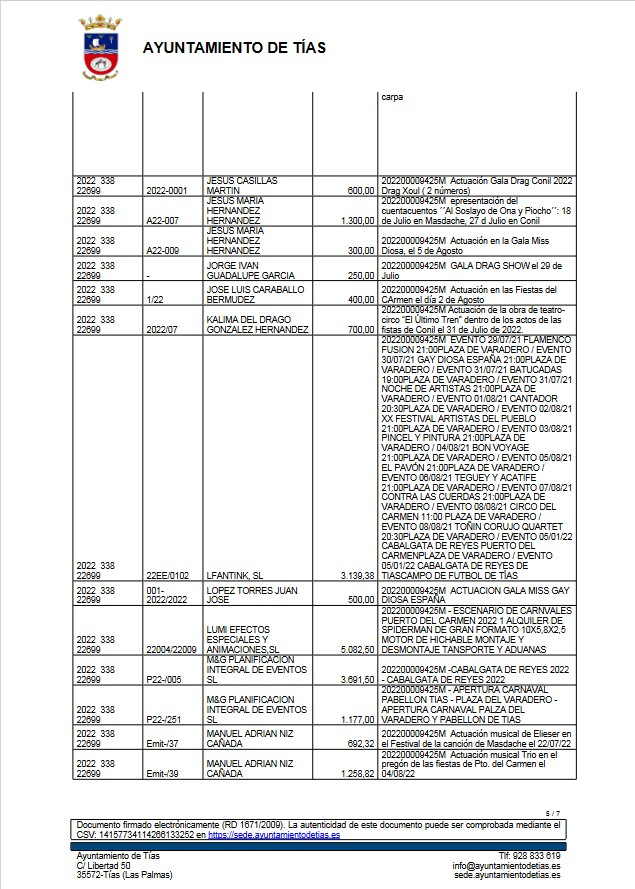 AYUNTAMIENTO DE TÍAS
carpa
2022 338
22699
2022-0001
JESUS CASILLAS
MARTIN
600,00
202200009425M Actuación Gala Drag Conil 2022
Drag Xoul ( 2 números)
2022 338
22699
A22-007
JESUS MARIA
HERNANDEZ
HERNANDEZ
1.300,00
202200009425M epresentación del
cuentacuentos ´´Al Soslayo de Ona y Piocho´´: 18
de Julio en Masdache, 27 d Julio en Conil
2022 338
22699
A22-009
JESUS MARIA
HERNANDEZ
HERNANDEZ
300,00
202200009425M Actuación en la Gala Miss
Diosa, el 5 de Agosto
2022 338
22699
-
JORGE IVAN
GUADALUPE GARCIA
250,00
202200009425M GALA DRAG SHOW el 29 de
Julio
2022 338
22699
1/22
JOSE LUIS CARABALLO
BERMUDEZ
400,00
202200009425M Actuación en las Fiestas del
CArmen el día 2 de Agosto
2022 338
22699
2022/07
KALIMA DEL DRAGO
GONZALEZ HERNANDEZ
700,00
202200009425M Actuación de la obra de teatro-
circo "El Último Tren" dentro de los actos de las
fistas de Conil el 31 de Julio de 2022.
2022 338
22699
22EE/0102
LFANTINK, SL
3.139,38
202200009425M EVENTO 29/07/21 FLAMENCO
FUSION 21:00PLAZA DE VARADERO / EVENTO
30/07/21 GAY DIOSA ESPAÑA 21:00PLAZA DE
VARADERO / EVENTO 31/07/21 BATUCADAS
19:00PLAZA DE VARADERO / EVENTO 31/07/21
NOCHE DE ARTISTAS 21:00PLAZA DE
VARADERO / EVENTO 01/08/21 CANTADOR
20:30PLAZA DE VARADERO / EVENTO 02/08/21
XX FESTIVAL ARTISTAS DEL PUEBLO
21:00PLAZA DE VARADERO / EVENTO 03/08/21
PINCEL Y PINTURA 21:00PLAZA DE
VARADERO / 04/08/21 BON VOYAGE
21:00PLAZA DE VARADERO / EVENTO 05/08/21
EL PAVÓN 21:00PLAZA DE VARADERO /
EVENTO 06/08/21 TEGUEY Y ACATIFE
21:00PLAZA DE VARADERO / EVENTO 07/08/21
CONTRA LAS CUERDAS 21:00PLAZA DE
VARADERO / EVENTO 08/08/21 CIRCO DEL
CARMEN 11:00 PLAZA DE VARADERO /
EVENTO 08/08/21 TOÑIN CORUJO QUARTET
20:30PLAZA DE VARADERO / EVENTO 05/01/22
CABALGATA DE REYES PUERTO DEL
CARMENPLAZA DE VARADERO / EVENTO
05/01/22 CABALGATA DE REYES DE
TIASCAMPO DE FUTBOL DE TÍAS
2022 338
22699
001-
2022/2022
LOPEZ TORRES JUAN
JOSE
500,00
202200009425M ACTUACION GALA MISS GAY
DIOSA ESPAÑA
2022 338
22699
22004/22009
LUMI EFECTOS
ESPECIALES Y
ANIMACIONES,SL
5.082,50
202200009425M - ESCENARIO DE CARNVALES
PUERTO DEL CARMEN 2022 1 ALQUILER DE
SPIDERMAN DE GRAN FORMATO 10X5,8X2,5
MOTOR DE HICHABLE MONTAJE Y
DESMONTAJE TANSPORTE Y ADUANAS
2022 338
22699
P22-/005
M&G PLANIFICACION
INTEGRAL DE EVENTOS
SL
3.691,50
202200009425M -CABALGATA DE REYES 2022
- CABALGATA DE REYES 2022
2022 338
22699
P22-/251
M&G PLANIFICACION
INTEGRAL DE EVENTOS
SL
1.177,00
202200009425M - APERTURA CARNAVAL
PABELLON TIAS - PLAZA DEL VARADERO -
APERTURA CARNAVAL PALZA DEL
VARADERO Y PABELLON DE TIAS
2022 338
22699
Emit-/37
MANUEL ADRIAN NIZ
CAÑADA
692,32
202200009425M Actuación musical de Elieser en
el Festival de la canción de Masdache el 22/07/22
2022 338
22699
Emit-/39
MANUEL ADRIAN NIZ
CAÑADA
1.258,82
202200009425M Actuación musical Trio en el
pregón de las fiestas de Pto. del Carmen el
04/08/22
5 / 7
Documento firmado electrónicamente (RD 1671/2009). La autenticidad de este documento puede ser comprobada mediante el
CSV: 14157734114266133252 en https://sede.ayuntamientodetias.es
Ayuntamiento de Tías
C/ Libertad 50
35572-Tías (Las Palmas)
Tlf: 928 833 619
info@ayuntamientodetias.es
sede.ayuntamientodetias.es